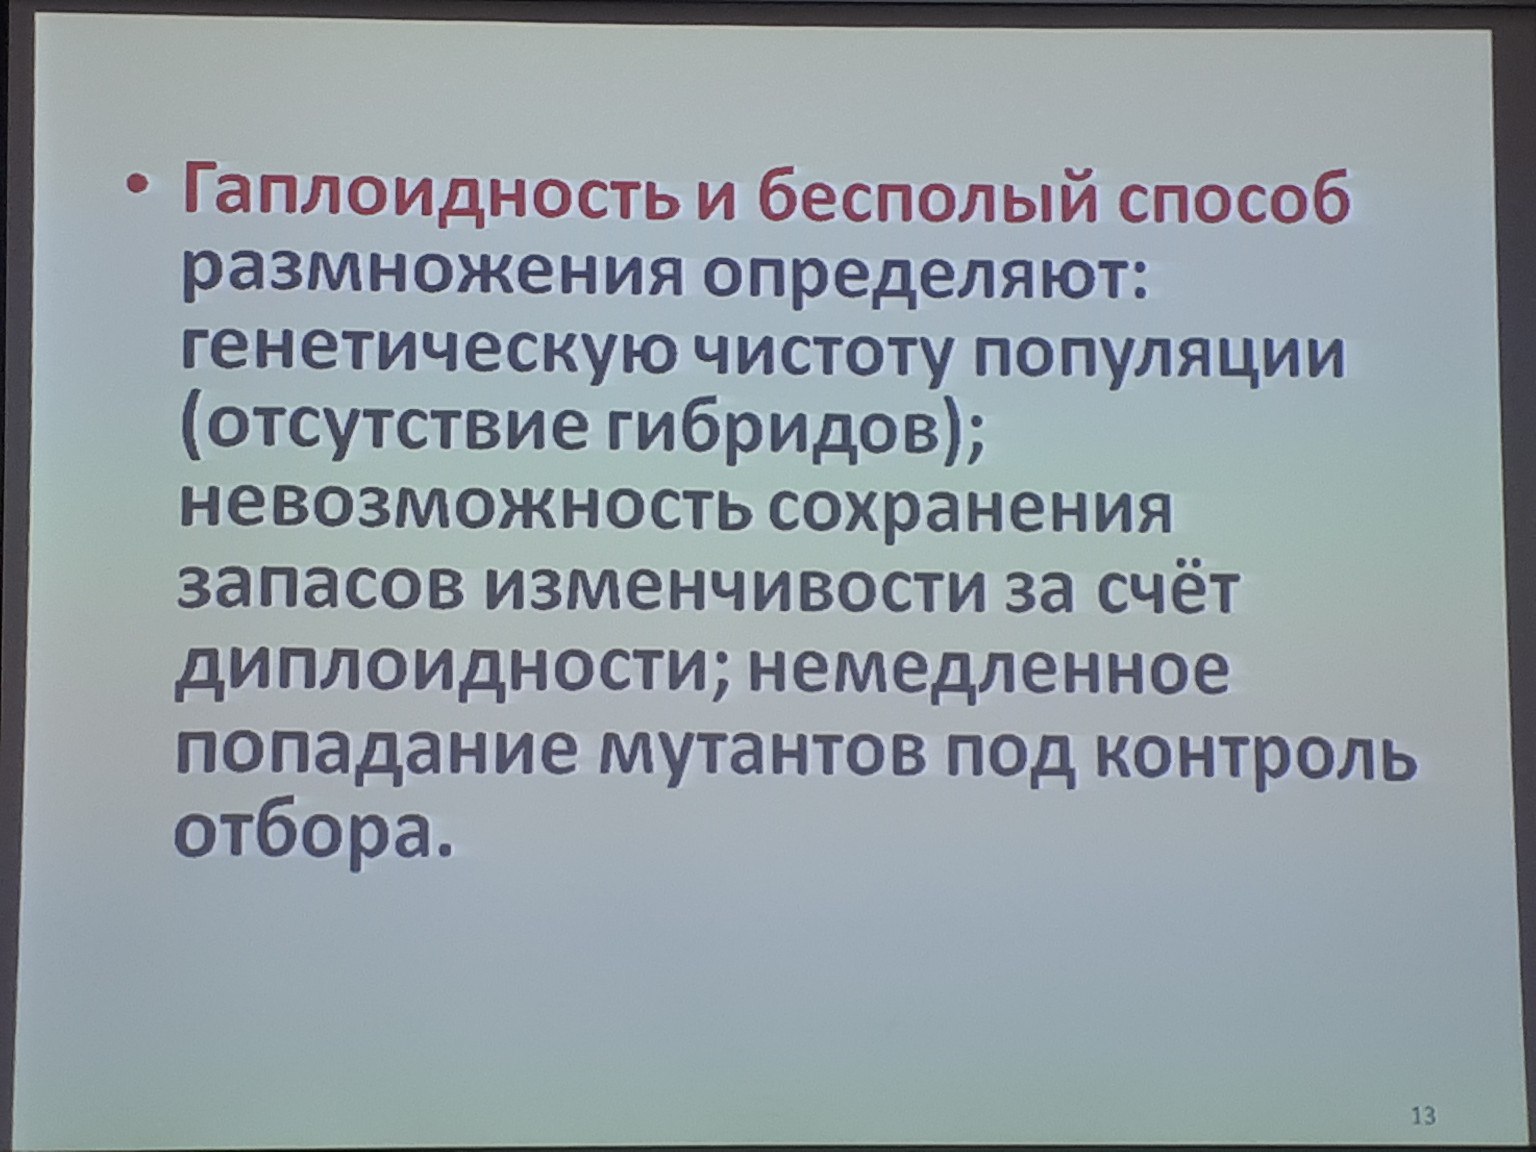 • Гаплоидность и бесполый способ
размножения определяют:
генетическую чистоту популяции
(отсутствие гибридов);
невозможность сохранения
запасов изменчивости за счёт
диплоидности; немедленное
попадание мутантов под контроль
отбора.
13